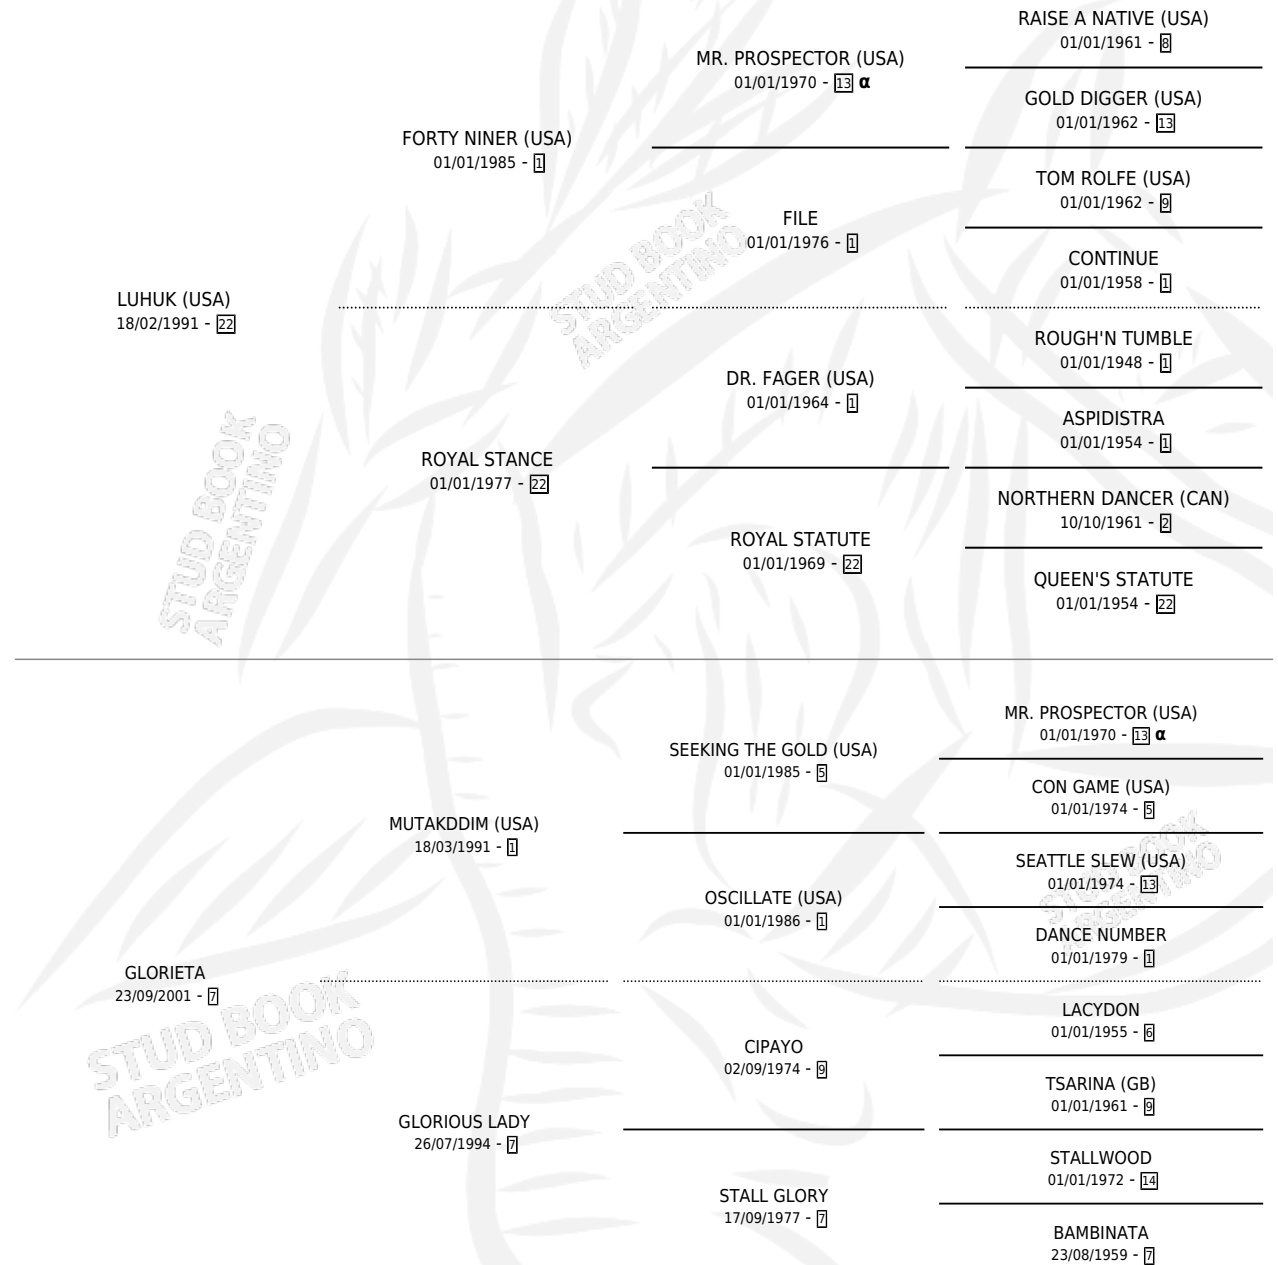 RAISE A NATIVE (USA)
01/01/1961 - 8
MR. PROSPECTOR (USA)
01/01/1970 - 13 α
GOLD DIGGER (USA)
01/01/1962 - 13
FORTY NINER (USA)
01/01/1985 - 1
TOM ROLFE (USA)
01/01/1962 - 9
FILE
01/01/1976 - 1
CONTINUE
01/01/1958 - 1
LUHUK (USA)
18/02/1991 - 22
ROUGH'N TUMBLE
01/01/1948 - 1
DR. FAGER (USA)
01/01/1964 - 1
ASPIDISTRA
01/01/1954 - 1
ROYAL STANCE
01/01/1977 - 22
NORTHERN DANCER (CAN)
10/10/1961 - 2
ROYAL STATUTE
01/01/1969 - 22
QUEEN'S STATUTE
01/01/1954 - 22
STUD BOOK
ARGENTINO
STUD BOOK
ARGENTINO
MR. PROSPECTOR (USA)
01/01/1970 - 13 α
SEEKING THE GOLD (USA)
01/01/1985 - 5
CON GAME (USA)
01/01/1974 - 5
MUTAKDDIM (USA)
18/03/1991 - 1
SEATTLE SLEW (USA)
01/01/1974 - 13
OSCILLATE (USA)
01/01/1986 - 1
DANCE NUMBER
01/01/1979 - 1
GLORIETA
23/09/2001 - 7
LACYDON
01/01/1955 - 6
CIPAYO
02/09/1974 - 9
TSARINA (GB)
01/01/1961 - 9
GLORIOUS LADY
26/07/1994 - 7
STALLWOOD
01/01/1972 - 14
STALL GLORY
17/09/1977 - 7
BAMBINATA
23/08/1959 - 7
STUD BOOK
ARGENTINO
STUD BOOK
ARGENTINO